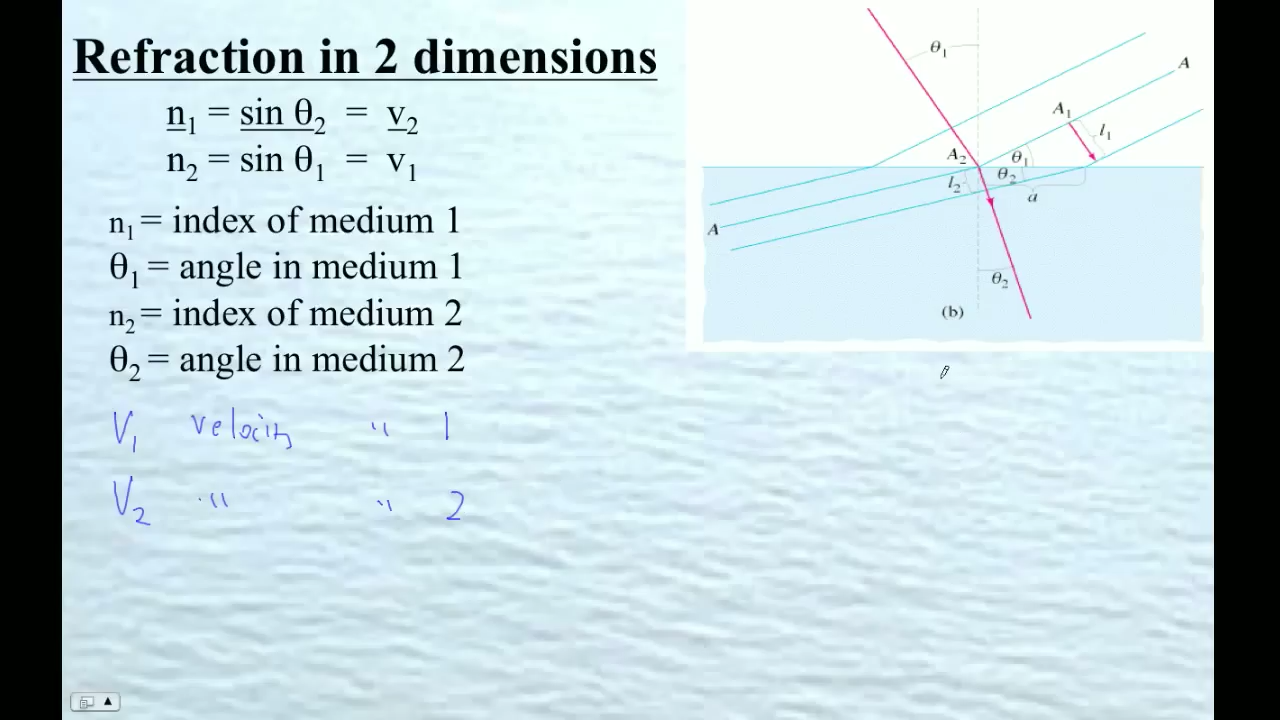 Refraction in 2 dimensions
n₁ = sin θ₂ = v₂
n₂ = sin θ₁ = v₁
n₁ = index of medium 1
θ₁ = angle in medium 1
n₂ = index of medium 2
θ₂ = angle in medium 2
V₁ velocity " 1
V₂ " " 2
θ₁
A
A₁
l₁
A₂
θ₁
θ₂
l₂
a
A
θ₂
(b)